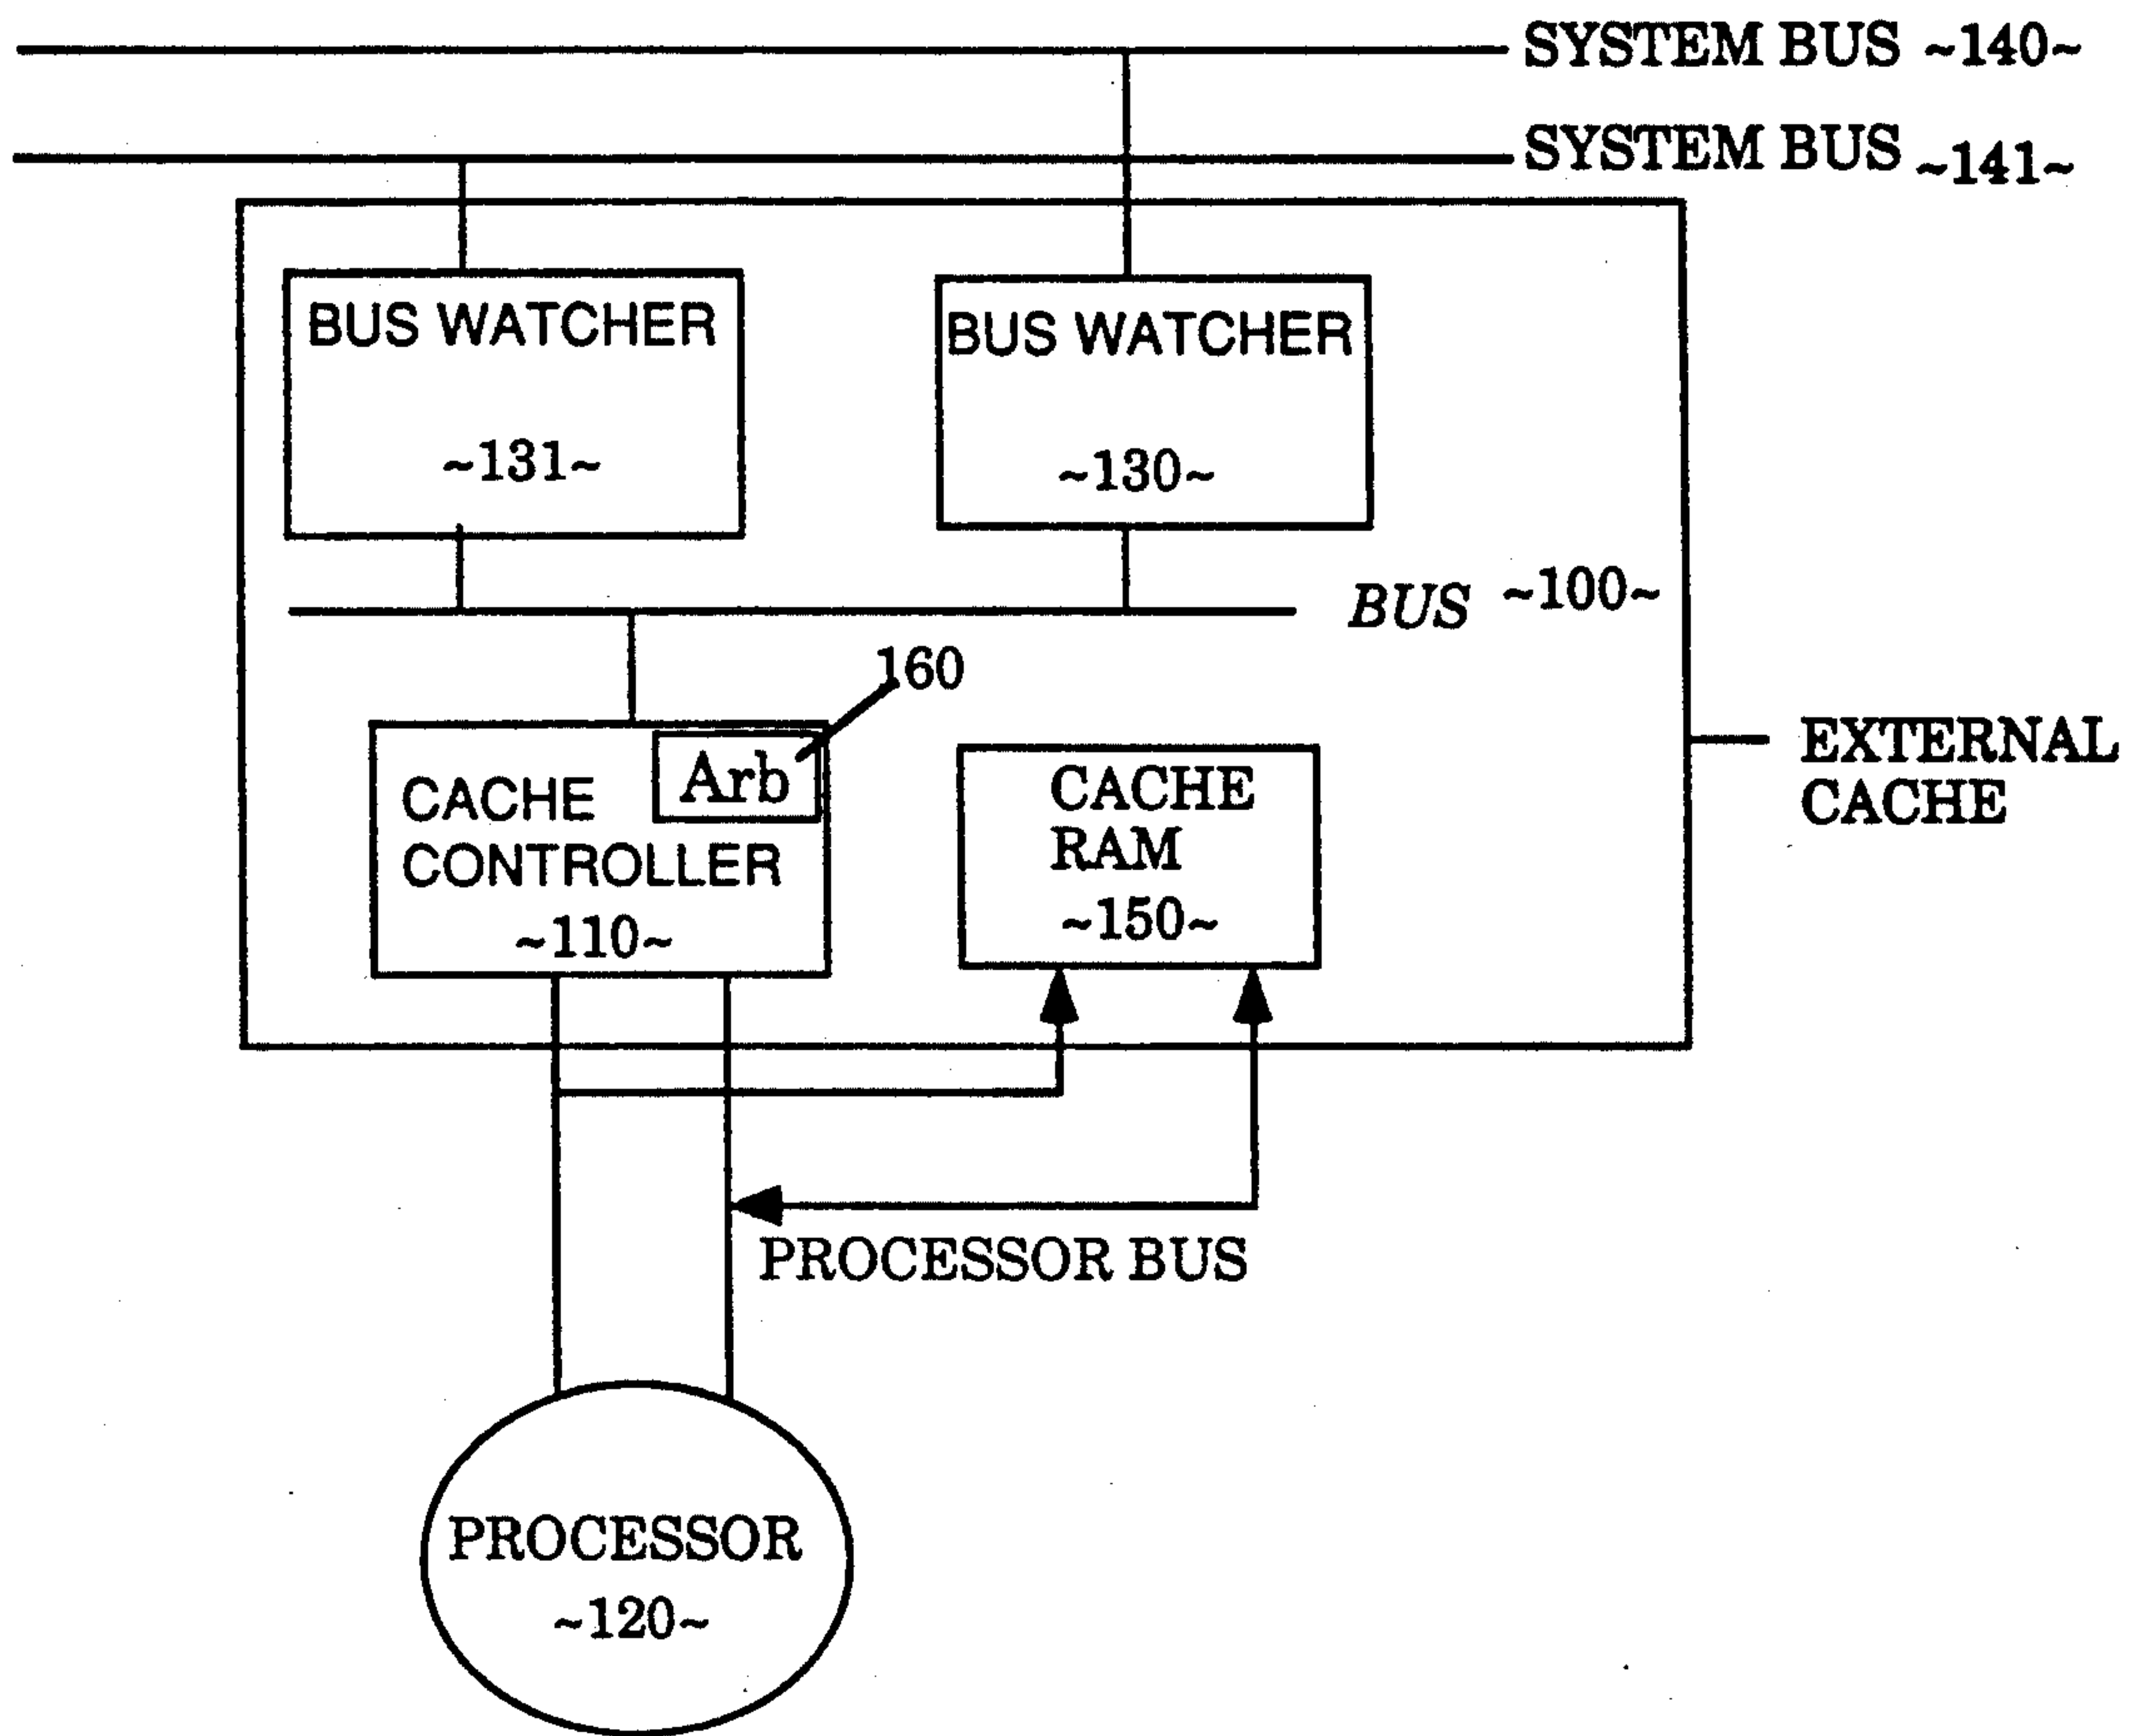 SYSTEM BUS ~140~
SYSTEM BUS ~141~
BUS WATCHER
~131~
BUS WATCHER
~130~
BUS ~100~
160
Arb
CACHE
CONTROLLER
~110~
CACHE
RAM
~150~
EXTERNAL
CACHE
PROCESSOR BUS
PROCESSOR
~120~